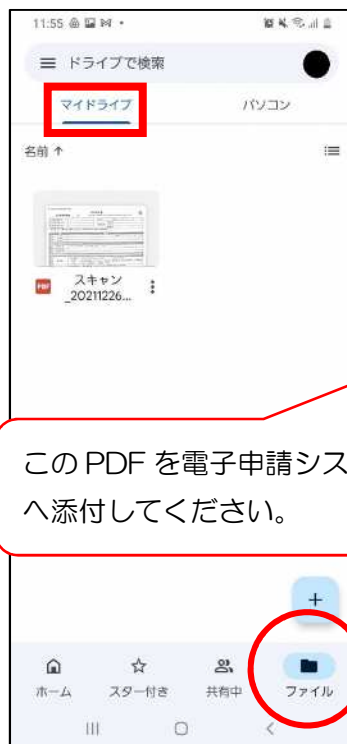 11:55
ドライブで検索
マイドライブ
パソコン
名前 ↑
PDF
スキャン
_20211226...
この PDF を電子申請シス
へ添付してください。
+
ホーム
スター付き
共有中
ファイル